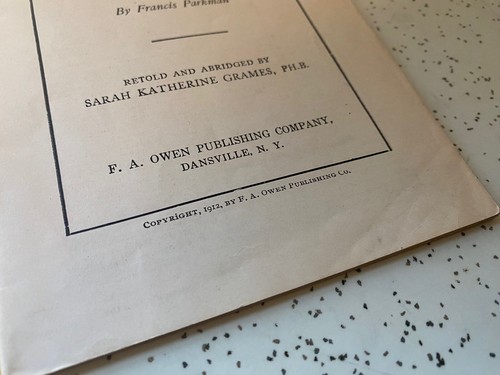 By Francis Parkman
RETOLD AND ABRIDGED BY
SARAH KATHERINE GRAMES, PH.B.
F. A. OWEN PUBLISHING COMPANY,
DANSVILLE, N. Y.
COPYRIGHT, 1912, BY F. A. OWEN PUBLISHING CO.